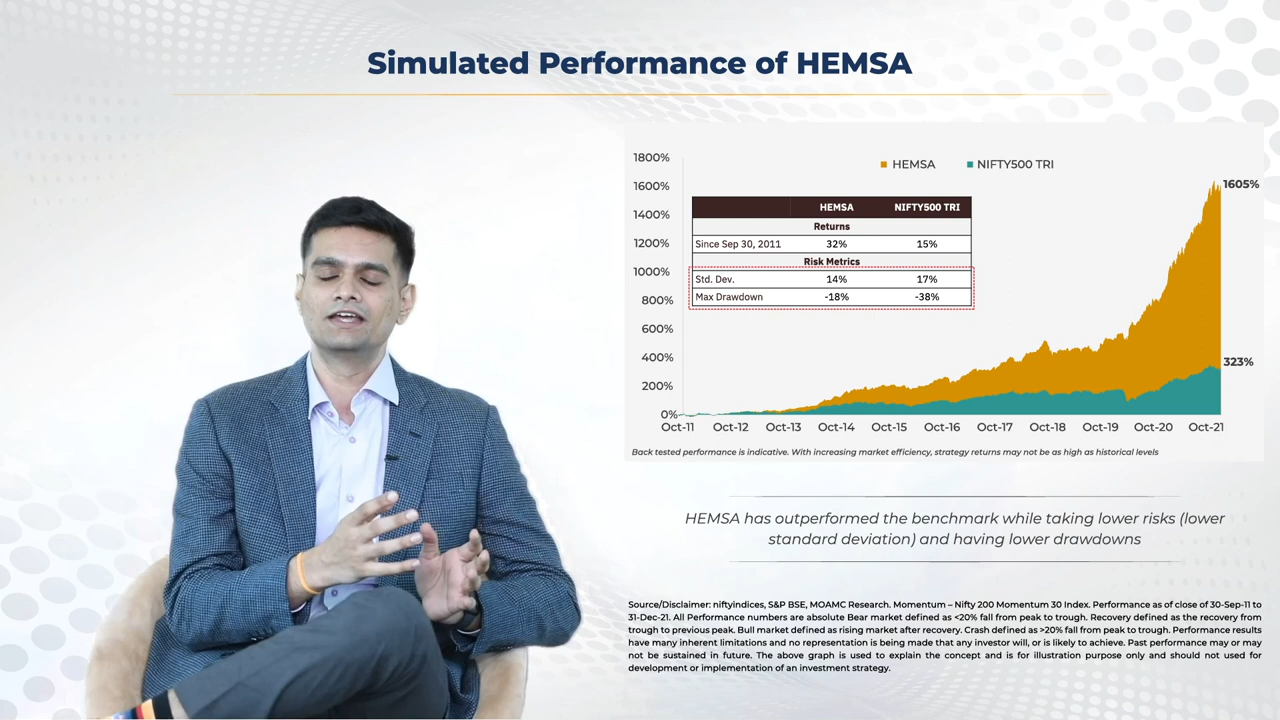 Simulated Performance of HEMSA
1800%
HEMSA NIFTY500 TRI
1600%
1605%
1400%
1200%
1000%
800%
600%
400%
323%
200%
0%
HEMSA NIFTY500 TRI
Returns
Since Sep 30, 2011 32% 15%
Risk Metrics
Std. Dev. 14% 17%
Max Drawdown -18% -38%
Oct-11 Oct-12 Oct-13 Oct-14 Oct-15 Oct-16 Oct-17 Oct-18 Oct-19 Oct-20 Oct-21
Back tested performance is indicative. With increasing market efficiency, strategy returns may not be as high as historical levels
HEMSA has outperformed the benchmark while taking lower risks (lower
standard deviation) and having lower drawdowns
Source/Disclaimer: niftyindices, S&P BSE, MOAMC Research. Momentum – Nifty 200 Momentum 30 Index. Performance as of close of 30-Sep-11 to
31-Dec-21. All Performance numbers are absolute Bear market defined as <20% fall from peak to trough. Recovery defined as the recovery from
trough to previous peak. Bull market defined as rising market after recovery. Crash defined as >20% fall from peak to trough. Performance results
have many inherent limitations and no representation is being made that any investor will, or is likely to achieve. Past performance may or may
not be sustained in future. The above graph is used to explain the concept and is for illustration purpose only and should not used for
development or implementation of an investment strategy.